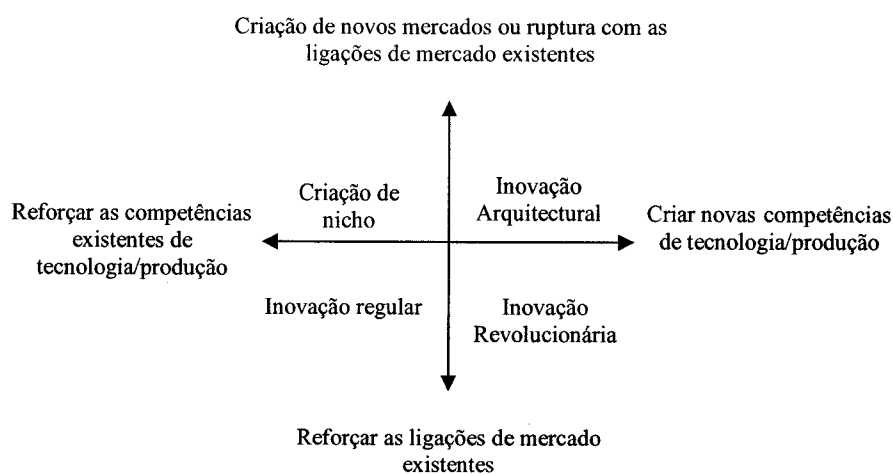 Criação de novos mercados ou ruptura com as
ligações de mercado existentes
Criação de
nicho
Inovação
Arquitectural
Reforçar as competências
existentes de
tecnologia/produção
Criar novas competências
de tecnologia/produção
Inovação regular
Inovação
Revolucionária
Reforçar as ligações de mercado
existentes